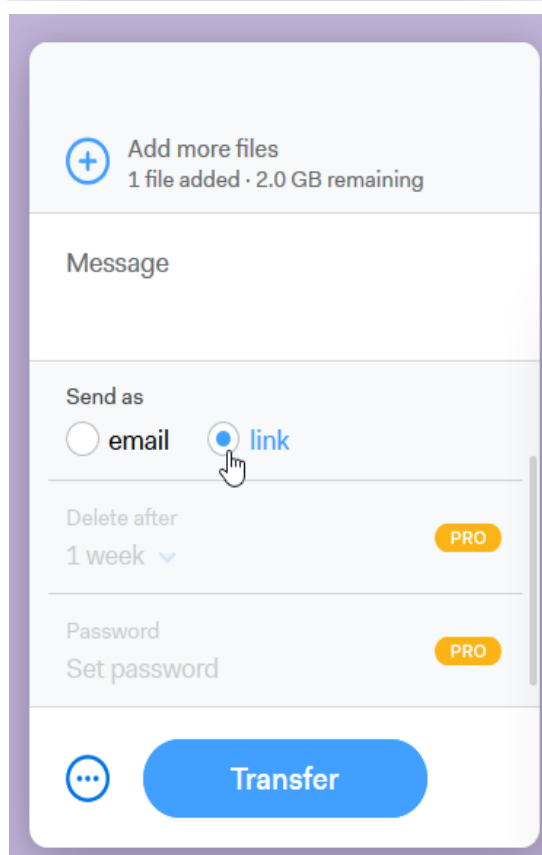 Add more files
1 file added · 2.0 GB remaining
Message
Send as
email link
Delete after
1 week
PRO
Password
Set password
PRO
Transfer